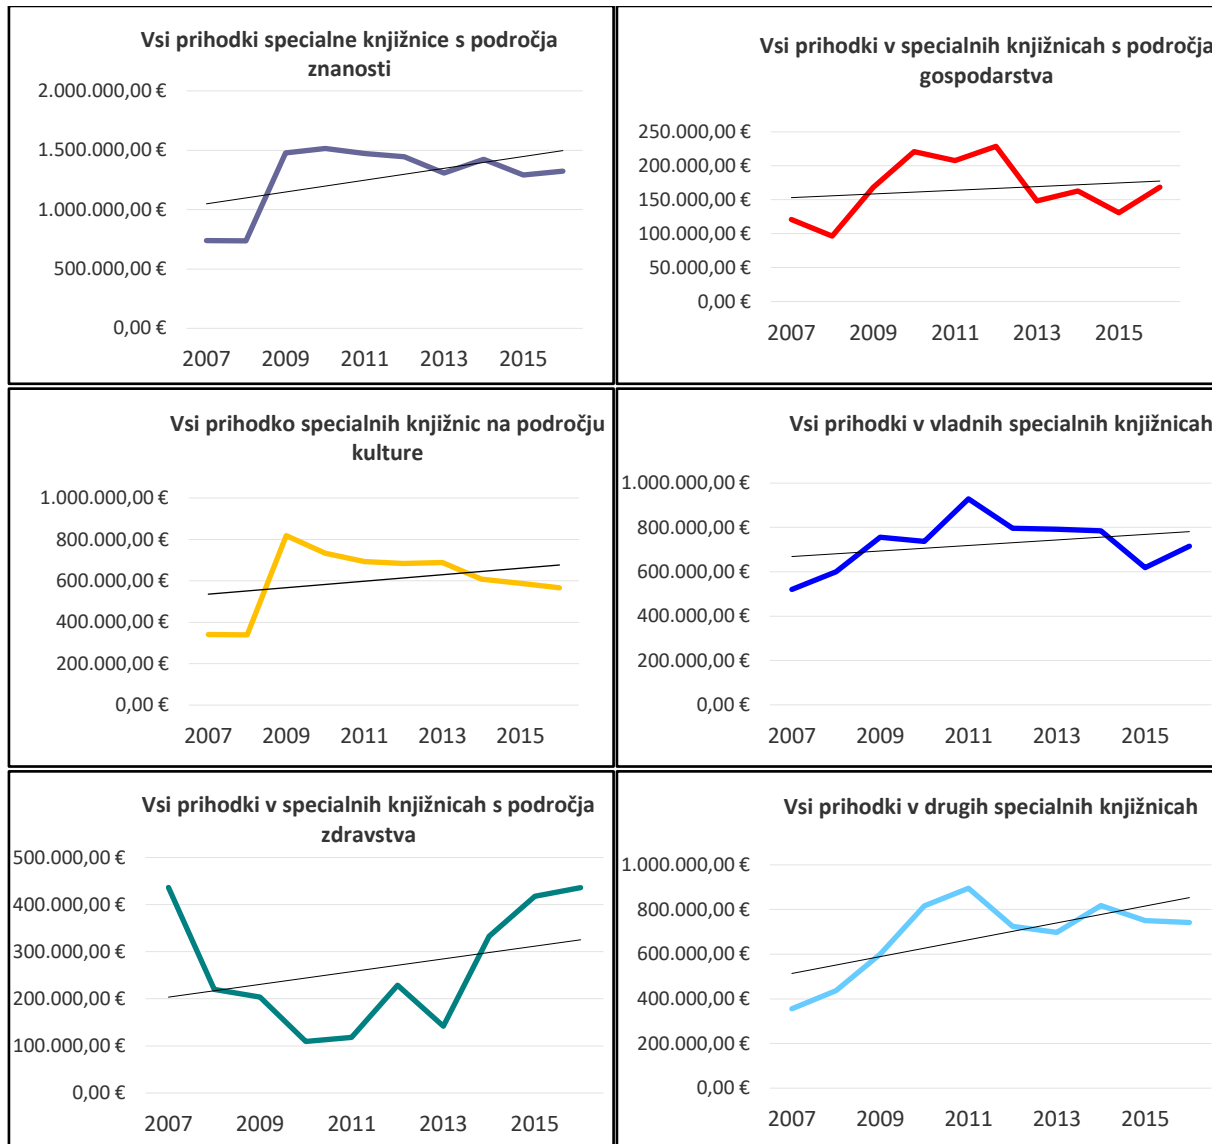 Vsi prihodki specialne knjižnice s področja
znanosti
2.000.000,00 €
1.500.000,00 €
1.000.000,00 €
500.000,00 €
0,00 €
2007 2009 2011 2013 2015
Vsi prihodki v specialnih knjižnicah s področja
gospodarstva
250.000,00 €
200.000,00 €
150.000,00 €
100.000,00 €
50.000,00 €
0,00 €
2007 2009 2011 2013 2015
Vsi prihodko specialnih knjižnic na področju
kulture
1.000.000,00 €
800.000,00 €
600.000,00 €
400.000,00 €
200.000,00 €
0,00 €
2007 2009 2011 2013 2015
Vsi prihodki v vladnih specialnih knjižnicah
1.000.000,00 €
800.000,00 €
600.000,00 €
400.000,00 €
200.000,00 €
0,00 €
2007 2009 2011 2013 2015
Vsi prihodki v specialnih knjižnicah s področja
zdravstva
500.000,00 €
400.000,00 €
300.000,00 €
200.000,00 €
100.000,00 €
0,00 €
2007 2009 2011 2013 2015
Vsi prihodki v drugih specialnih knjižnicah
1.000.000,00 €
800.000,00 €
600.000,00 €
400.000,00 €
200.000,00 €
0,00 €
2007 2009 2011 2013 2015